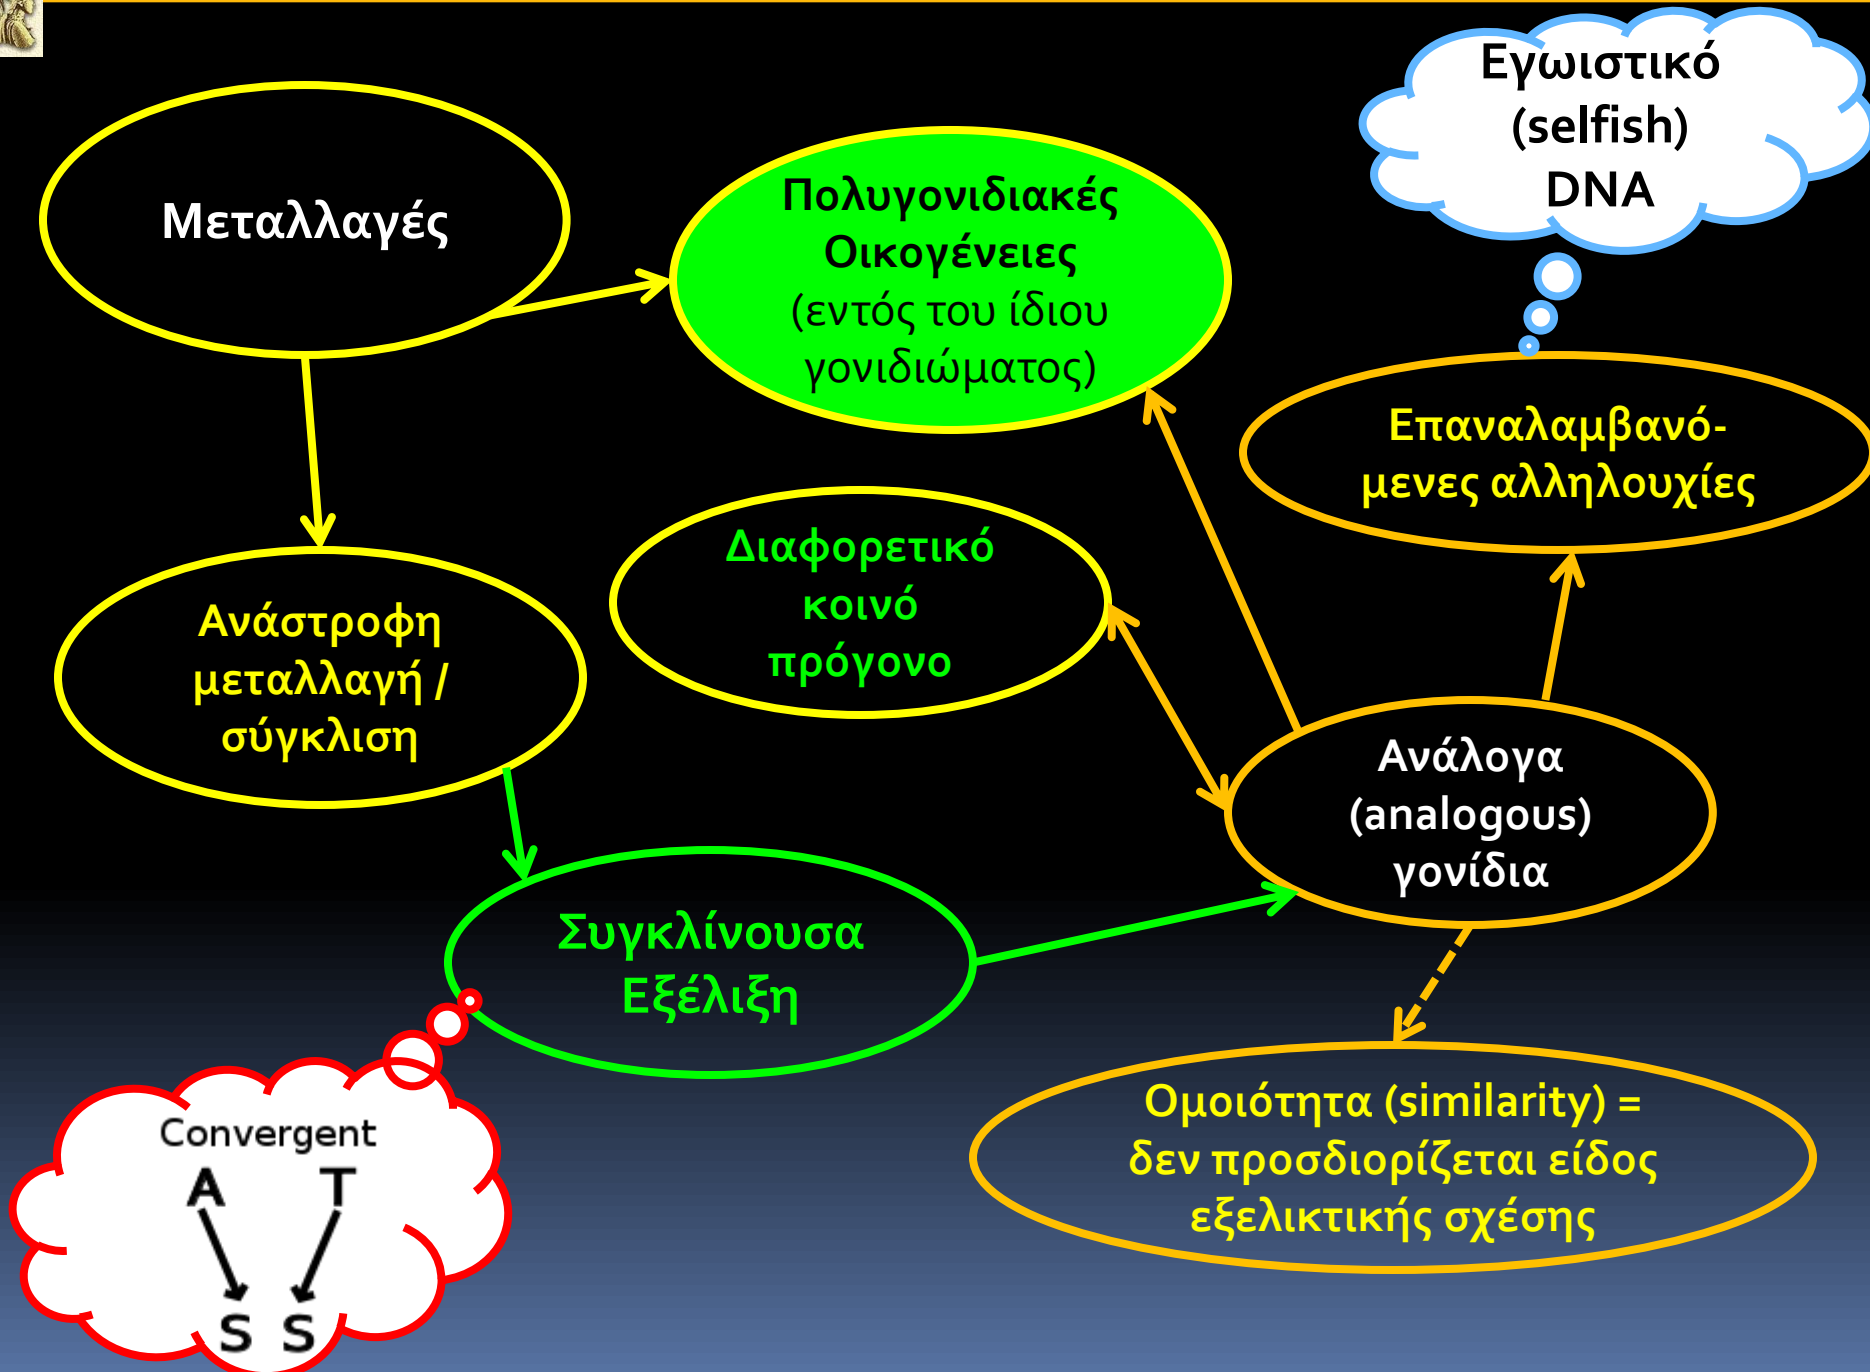 Εγωιστικό
(selfish)
DNA
Μεταλλαγές
Πολυγονιδιακές
Οικογένειες
(εντός του ίδιου
γονιδιώματος)
Επαναλαμβανό-
μενες αλληλουχίες
Διαφορετικό
κοινό
πρόγονο
Ανάστροφη
μεταλλαγή /
σύγκλιση
Ανάλογα
(analogous)
γονίδια
Συγκλίνουσα
Εξέλιξη
Ομοιότητα (similarity) =
δεν προσδιορίζεται είδος
εξελικτικής σχέσης
Convergent
A T
S S